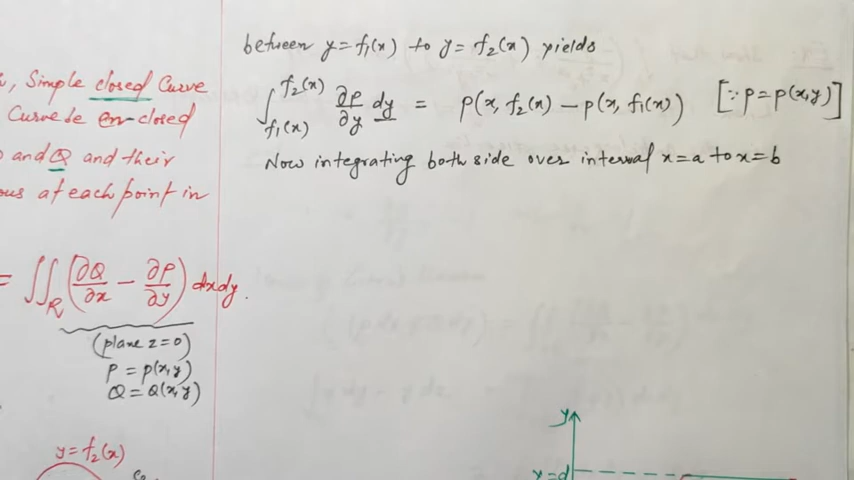 , Simple closed Curve
Curve is en-closed
and Q and their
ous at each point in
= ∬_R (∂Q/∂x − ∂P/∂y) dxdy.
(plane z=0)
P = P(x,y)
Q = Q(x,y)
y = f₂(x)
between y = f₁(x) to y = f₂(x) yields
∫_{f₁(x)}^{f₂(x)} ∂P/∂y dy = P(x, f₂(x) − P(x, f₁(x)) [∵ P = P(x,y)]
Now integrating both side over interval x = a to x = b
y
y=d